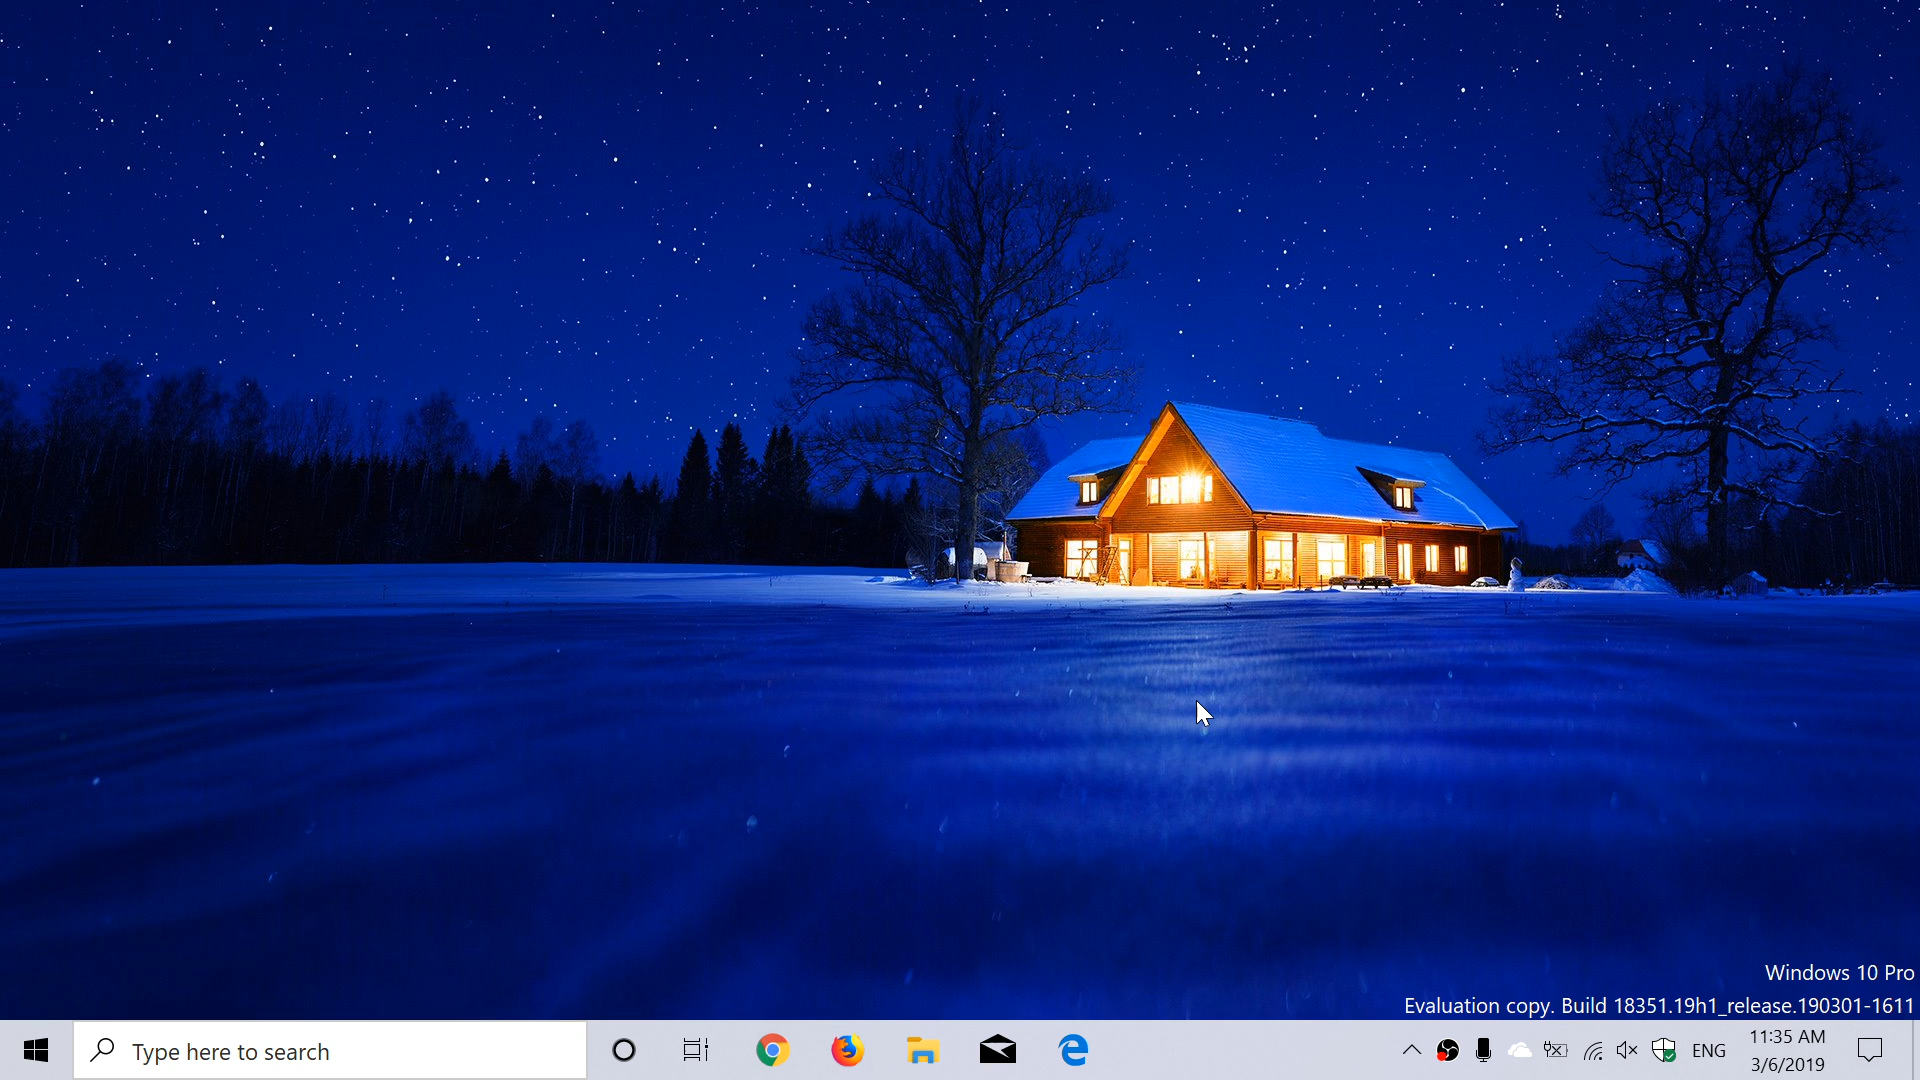 Windows 10 Pro
Evaluation copy. Build 18351.19h1_release.190301-1611
Type here to search
ENG
11:35 AM
3/6/2019